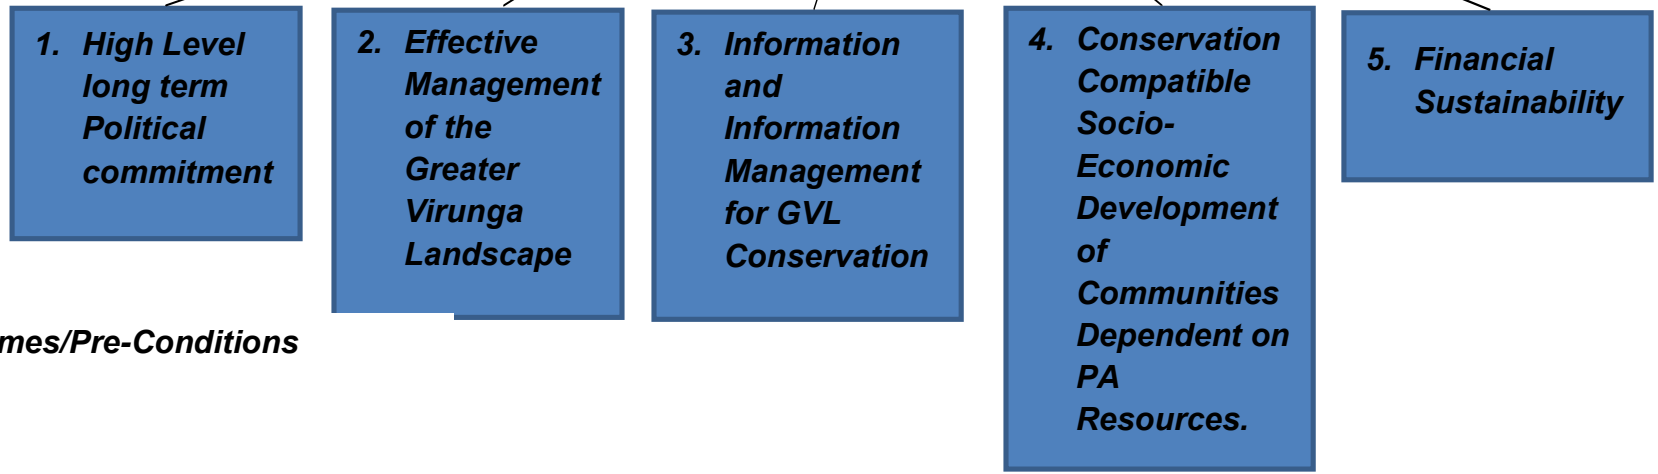 1. High Level
long term
Political
commitment
2. Effective
Management
of the
Greater
Virunga
Landscape
3. Information
and
Information
Management
for GVL
Conservation
4. Conservation
Compatible
Socio-
Economic
Development
of
Communities
Dependent on
PA
Resources.
5. Financial
Sustainability
mes/Pre-Conditions